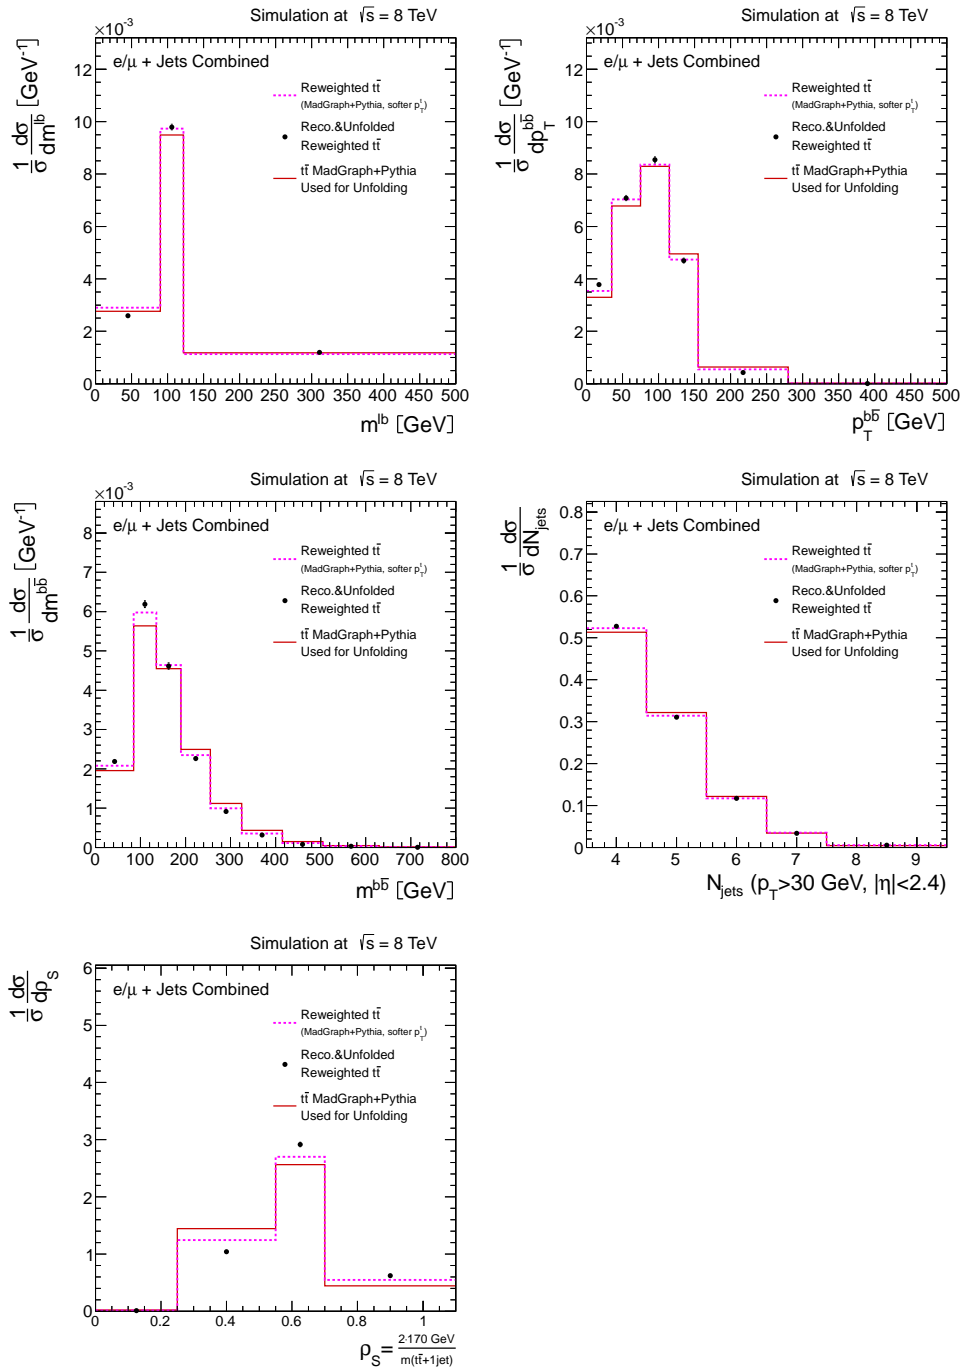 Simulation at √s = 8 TeV
×10⁻³
e/μ + Jets Combined
1/σ dσ/dm^lb [GeV⁻¹]
Reweighted tt̄
(MadGraph+Pythia, softer p_T^t)
Reco.&Unfolded
Reweighted tt̄
tt̄ MadGraph+Pythia
Used for Unfolding
12
10
8
6
4
2
0
0 50 100 150 200 250 300 350 400 450 500
m^lb [GeV]
Simulation at √s = 8 TeV
×10⁻³
e/μ + Jets Combined
1/σ dσ/dp_T^bb̄ [GeV⁻¹]
Reweighted tt̄
(MadGraph+Pythia, softer p_T^t)
Reco.&Unfolded
Reweighted tt̄
tt̄ MadGraph+Pythia
Used for Unfolding
12
10
8
6
4
2
0
0 50 100 150 200 250 300 350 400 450 500
p_T^bb̄ [GeV]
Simulation at √s = 8 TeV
×10⁻³
e/μ + Jets Combined
1/σ dσ/dm^bb̄ [GeV⁻¹]
Reweighted tt̄
(MadGraph+Pythia, softer p_T^t)
Reco.&Unfolded
Reweighted tt̄
tt̄ MadGraph+Pythia
Used for Unfolding
8
7
6
5
4
3
2
1
0
0 100 200 300 400 500 600 700 800
m^bb̄ [GeV]
Simulation at √s = 8 TeV
e/μ + Jets Combined
1/σ dσ/dN_jets
Reweighted tt̄
(MadGraph+Pythia, softer p_T^t)
Reco.&Unfolded
Reweighted tt̄
tt̄ MadGraph+Pythia
Used for Unfolding
0.8
0.7
0.6
0.5
0.4
0.3
0.2
0.1
0
4 5 6 7 8 9
N_jets (p_T>30 GeV, |η|<2.4)
Simulation at √s = 8 TeV
e/μ + Jets Combined
1/σ dσ/dρ_S
Reweighted tt̄
(MadGraph+Pythia, softer p_T^t)
Reco.&Unfolded
Reweighted tt̄
tt̄ MadGraph+Pythia
Used for Unfolding
6
5
4
3
2
1
0
0 0.2 0.4 0.6 0.8 1
ρ_S = 2·170 GeV / m(tt̄+1jet)